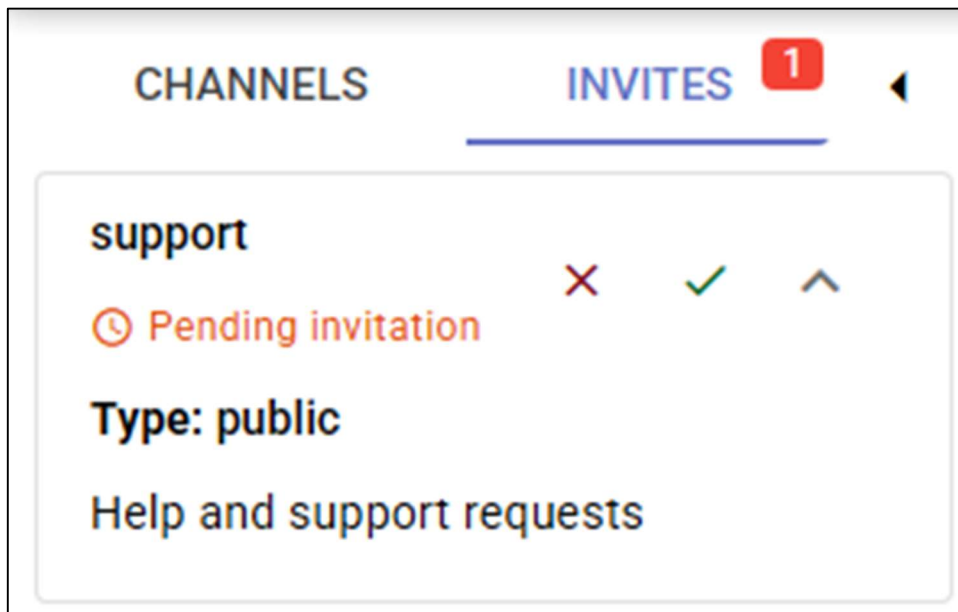 CHANNELS INVITES 1
support
Pending invitation
Type: public
Help and support requests